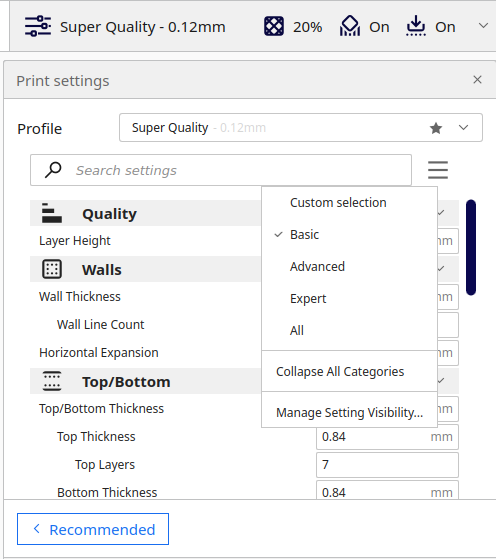 Super Quality - 0.12mm 20% On On
Print settings
Profile Super Quality - 0.12mm
Search settings
Custom selection
Quality
Basic
Layer Height mm
Advanced
Walls
Wall Thickness mm
Expert
Wall Line Count
All
Horizontal Expansion mm
Collapse All Categories
Top/Bottom
Top/Bottom Thickness mm
Manage Setting Visibility...
Top Thickness 0.84 mm
Top Layers 7
Bottom Thickness 0.84 mm
Recommended